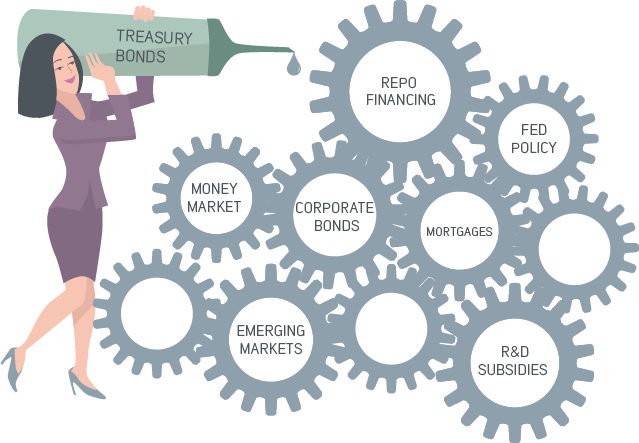 TREASURY
BONDS
REPO
FINANCING
FED
POLICY
MONEY
MARKET
CORPORATE
BONDS
MORTGAGES
EMERGING
MARKETS
R&D
SUBSIDIES